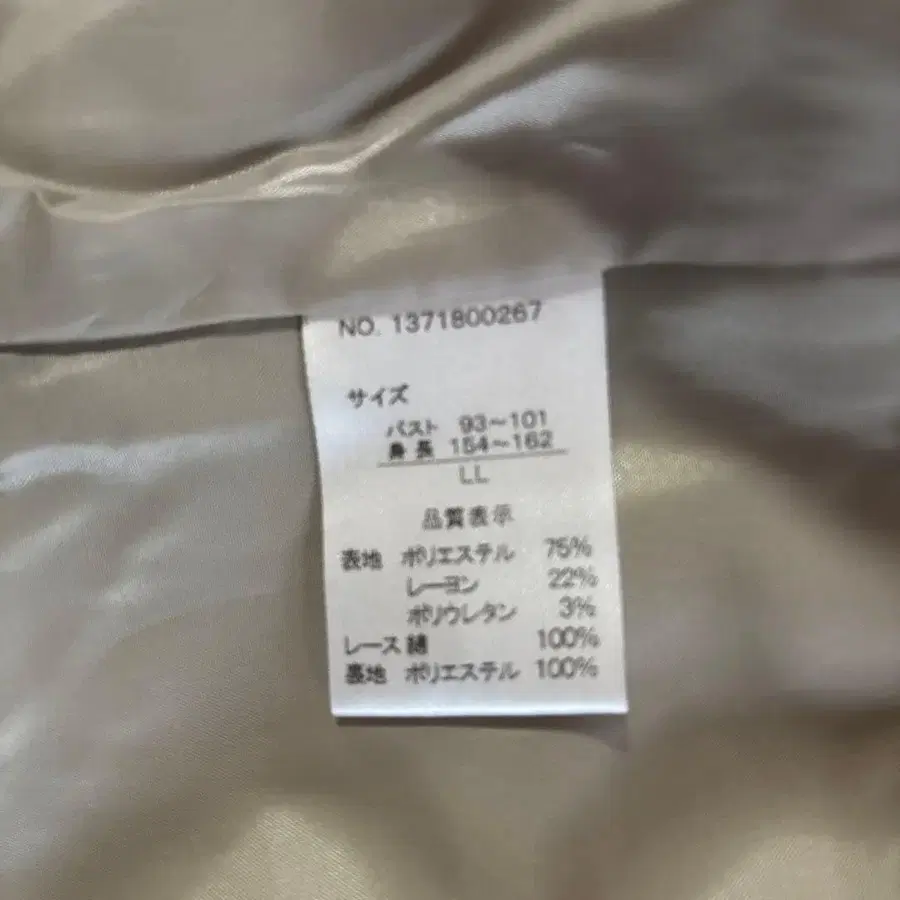 NO. 1371800267
サイズ
バスト 93～101
身長 154～162
LL
品質表示
表地 ポリエステル 75%
レーヨン 22%
ポリウレタン 3%
レース 綿 100%
裏地 ポリエステル 100%